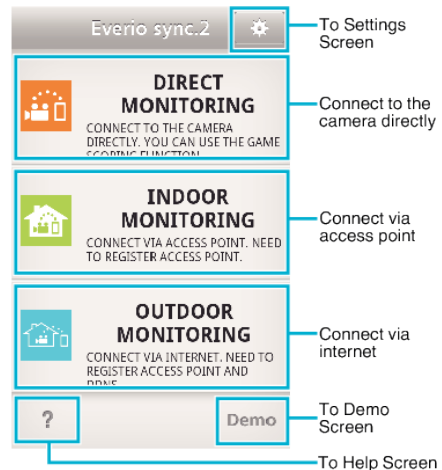 Everio sync.2
To Settings
Screen
DIRECT
MONITORING
CONNECT TO THE CAMERA
DIRECTLY. YOU CAN USE THE GAME
SCORING FUNCTION
Connect to the
camera directly
INDOOR
MONITORING
CONNECT VIA ACCESS POINT. NEED
TO REGISTER ACCESS POINT.
Connect via
access point
OUTDOOR
MONITORING
CONNECT VIA INTERNET. NEED TO
REGISTER ACCESS POINT AND
DDNS
Connect via
internet
?
Demo
To Demo
Screen
To Help Screen